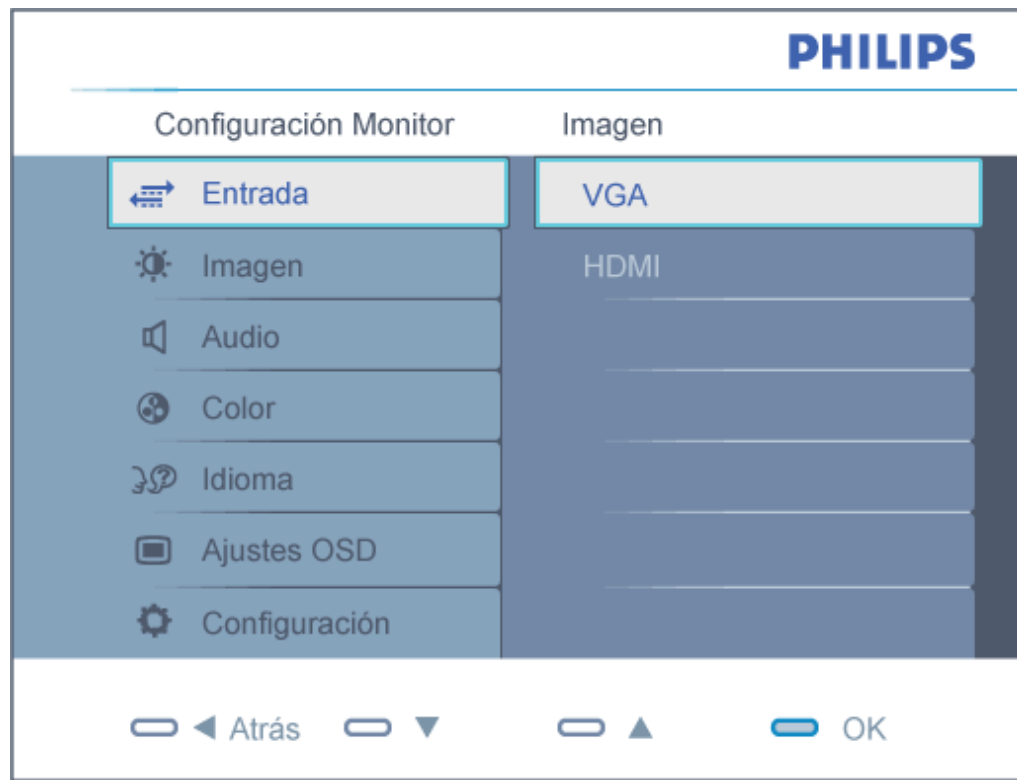 PHILIPS
Configuración Monitor
Imagen
Entrada
VGA
Imagen
HDMI
Audio
Color
Idioma
Ajustes OSD
Configuración
Atrás
OK